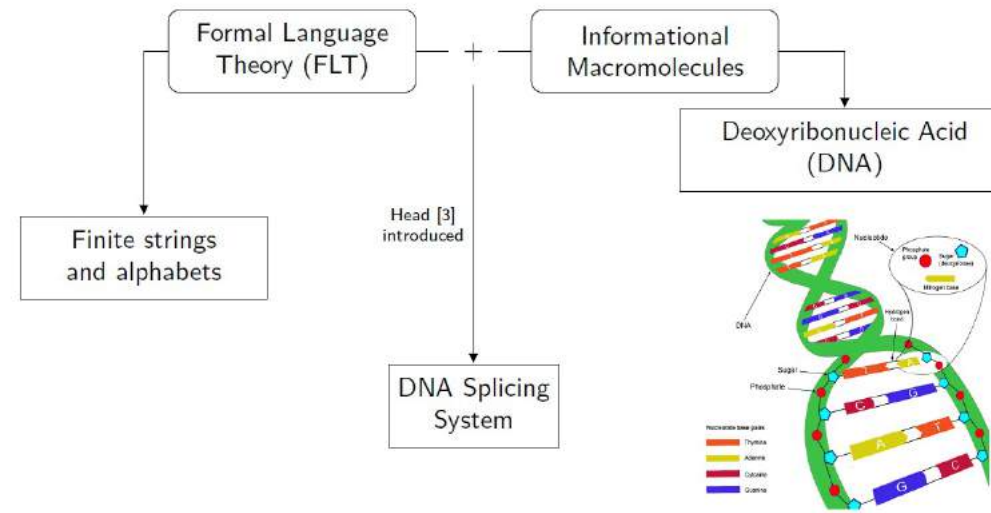 Formal Language
Theory (FLT)
+
Informational
Macromolecules
Deoxyribonucleic Acid
(DNA)
Head [3]
introduced
Finite strings
and alphabets
DNA Splicing
System
Nucleotide
Phosphate
group
Sugar
(deoxyribose)
Nitrogen base
DNA
Hydrogen
bond
Sugar
Phosphate
T A
C G
A T
G C
Nucleotide base pairs
Thymine
Adenine
Cytosine
Guanine